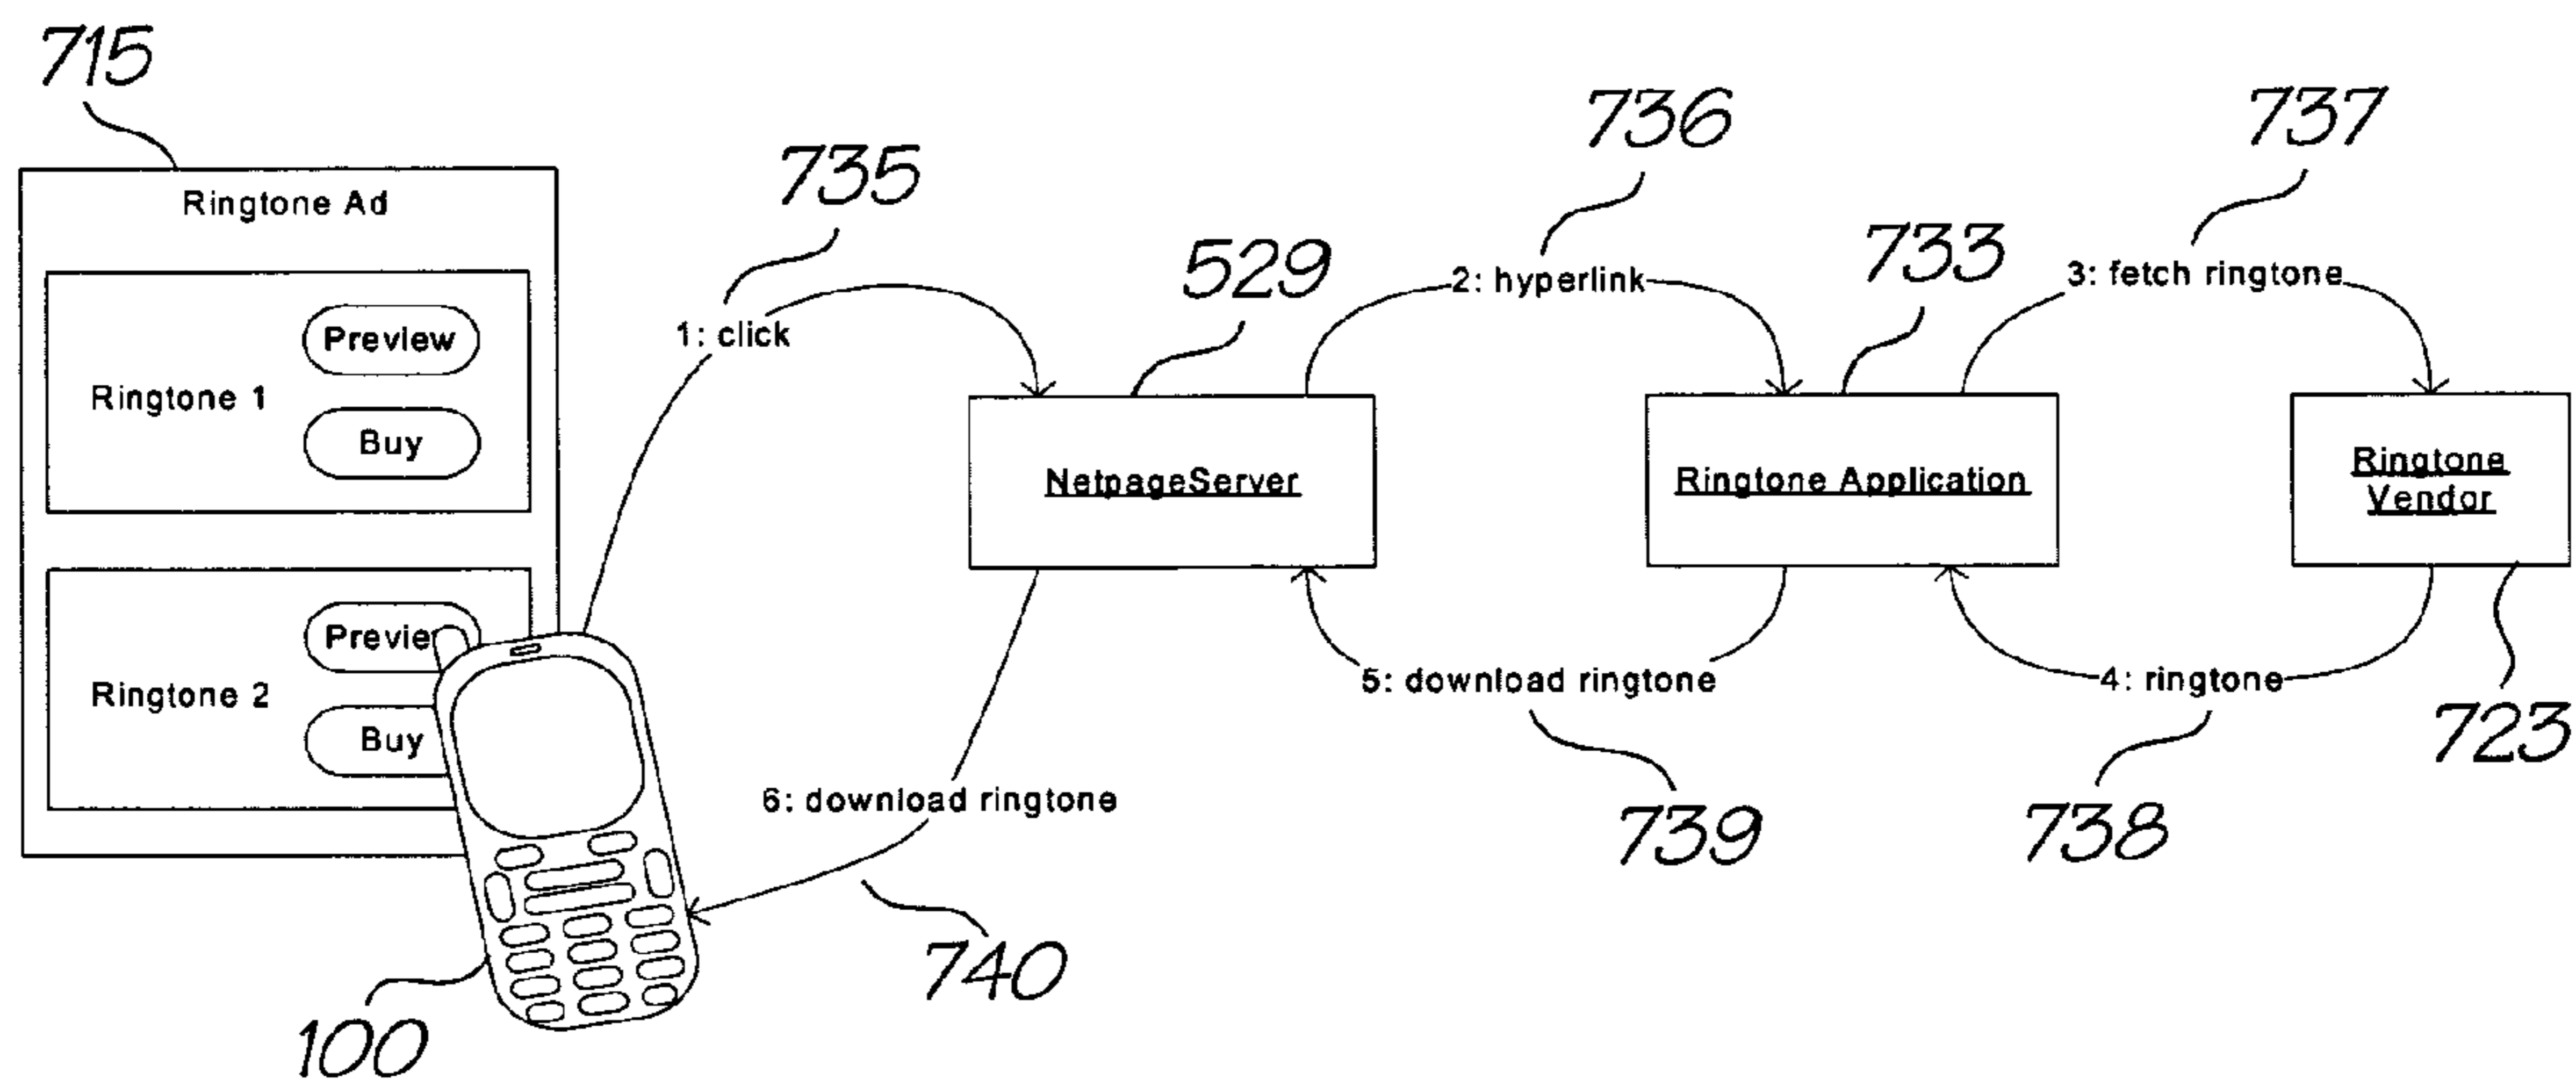 715
Ringtone Ad
Ringtone 1
Preview
Buy
Ringtone 2
Previe
Buy
100
735
1: click
529
NetpageServer
736
2: hyperlink
733
Ringtone Application
737
3: fetch ringtone
Ringtone
Vendor
723
4: ringtone
738
5: download ringtone
739
6: download ringtone
740